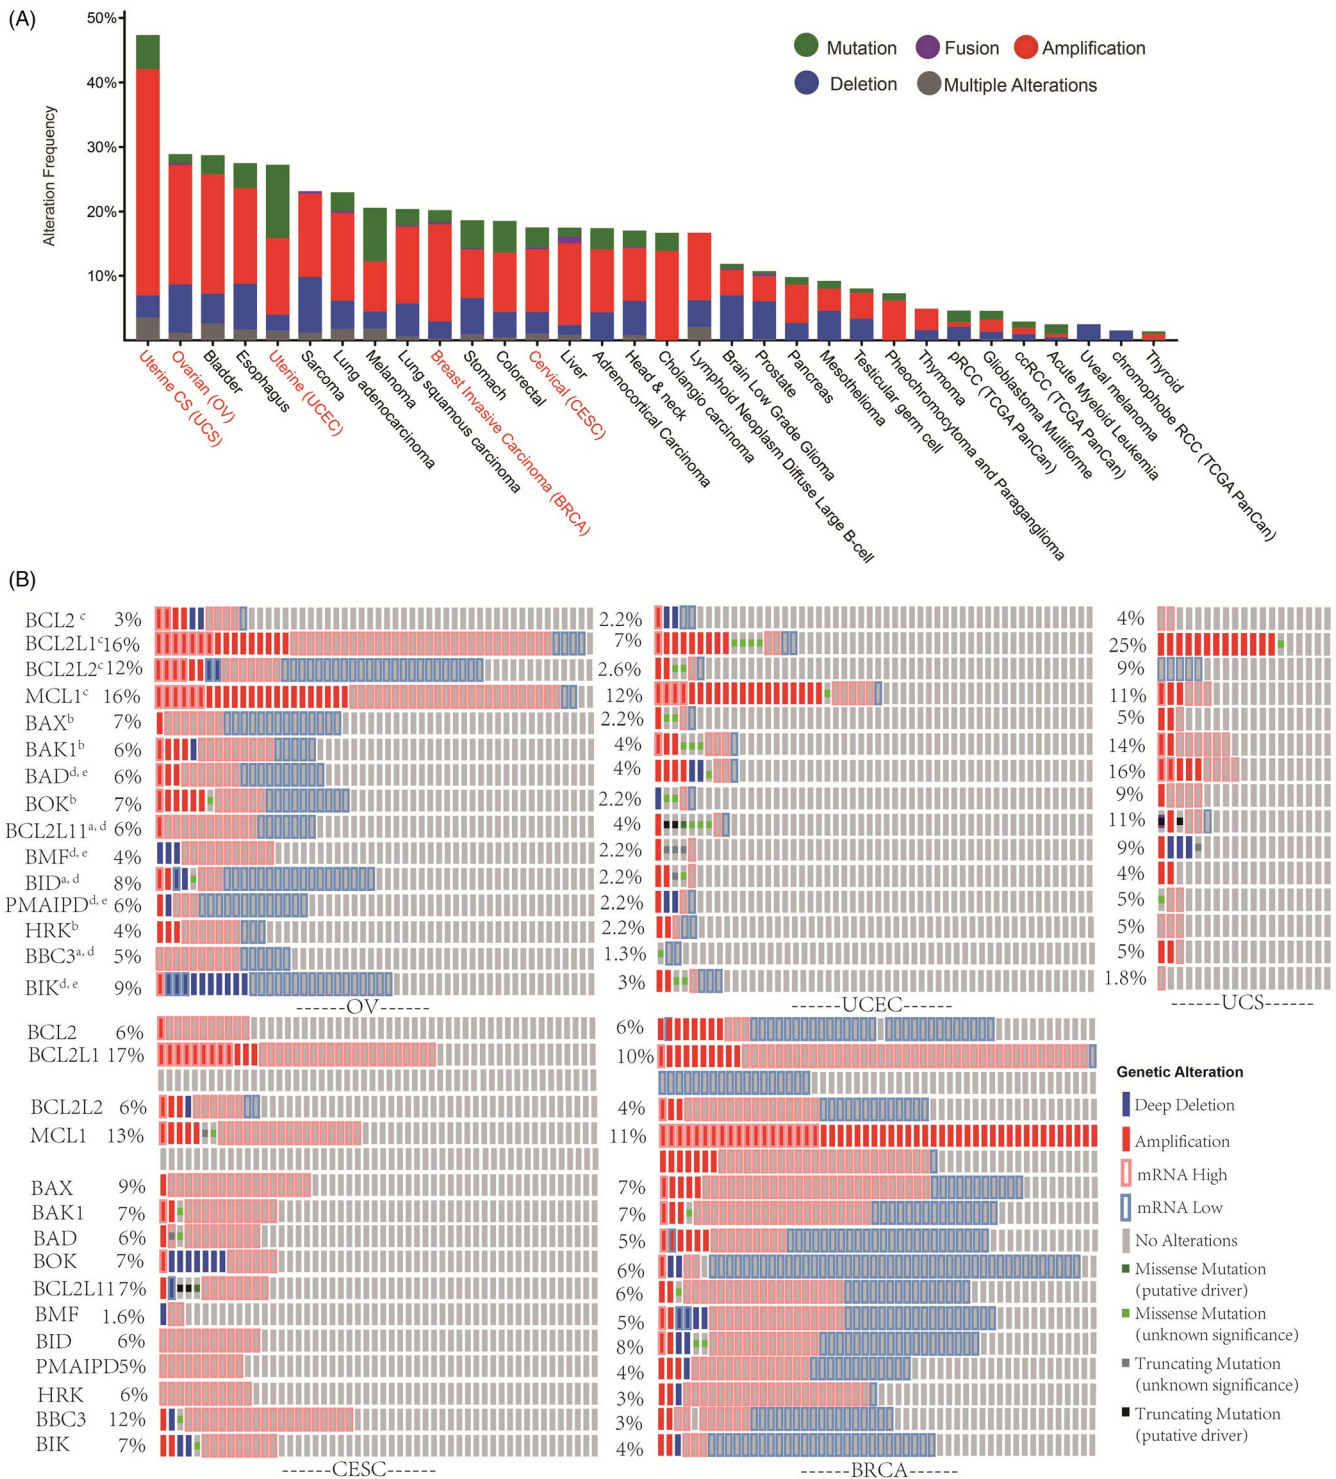 (A)
50%
40%
30%
20%
10%
Alteration Frequency
Mutation
Fusion
Amplification
Deletion
Multiple Alterations
Uterine CS (UCS)
Ovarian (OV)
Bladder
Esophagus
Uterine (UCEC)
Sarcoma
Lung adenocarcinoma
Melanoma
Lung squamous carcinoma
Breast Invasive Carcinoma (BRCA)
Stomach
Colorectal
Cervical (CESC)
Liver
Adrenocortical Carcinoma
Head & neck
Cholangio carcinoma
Lymphoid Neoplasm Diffuse Large B-cell
Brain Low Grade Glioma
Prostate
Pancreas
Mesothelioma
Testicular germ cell
Pheochromocytoma and Paraganglioma
Thymoma
pRCC (TCGA PanCan)
Glioblastoma Multiforme
ccRCC (TCGA PanCan)
Acute Myeloid Leukemia
Uveal melanoma
chromophobe RCC (TCGA PanCan)
Thyroid
(B)
BCL2 c 3% 2.2% 4%
BCL2L1c16% 7% 25%
BCL2L2c12% 2.6% 9%
MCL1c 16% 12% 11%
BAXb 7% 2.2% 5%
BAK1b 6% 4% 14%
BADd, e 6% 4% 16%
BOKb 7% 2.2% 9%
BCL2L11a, d 6% 4% 11%
BMFd, e 4% 2.2% 9%
BIDa, d 8% 2.2% 4%
PMAIPDd, e 6% 2.2% 5%
HRKb 4% 2.2% 5%
BBC3a, d 5% 1.3% 5%
BIKd, e 9% 3% 1.8%
------OV------ ------UCEC------ ------UCS------
BCL2 6% 6%
BCL2L1 17% 10%
BCL2L2 6% 4%
MCL1 13% 11%
BAX 9% 7%
BAK1 7% 7%
BAD 6% 5%
BOK 7% 6%
BCL2L117% 6%
BMF 1.6% 5%
BID 6% 8%
PMAIPD5% 4%
HRK 6% 3%
BBC3 12% 3%
BIK 7% 4%
------CESC------ ------BRCA------
Genetic Alteration
Deep Deletion
Amplification
mRNA High
mRNA Low
No Alterations
Missense Mutation
(putative driver)
Missense Mutation
(unknown significance)
Truncating Mutation
(unknown significance)
Truncating Mutation
(putative driver)